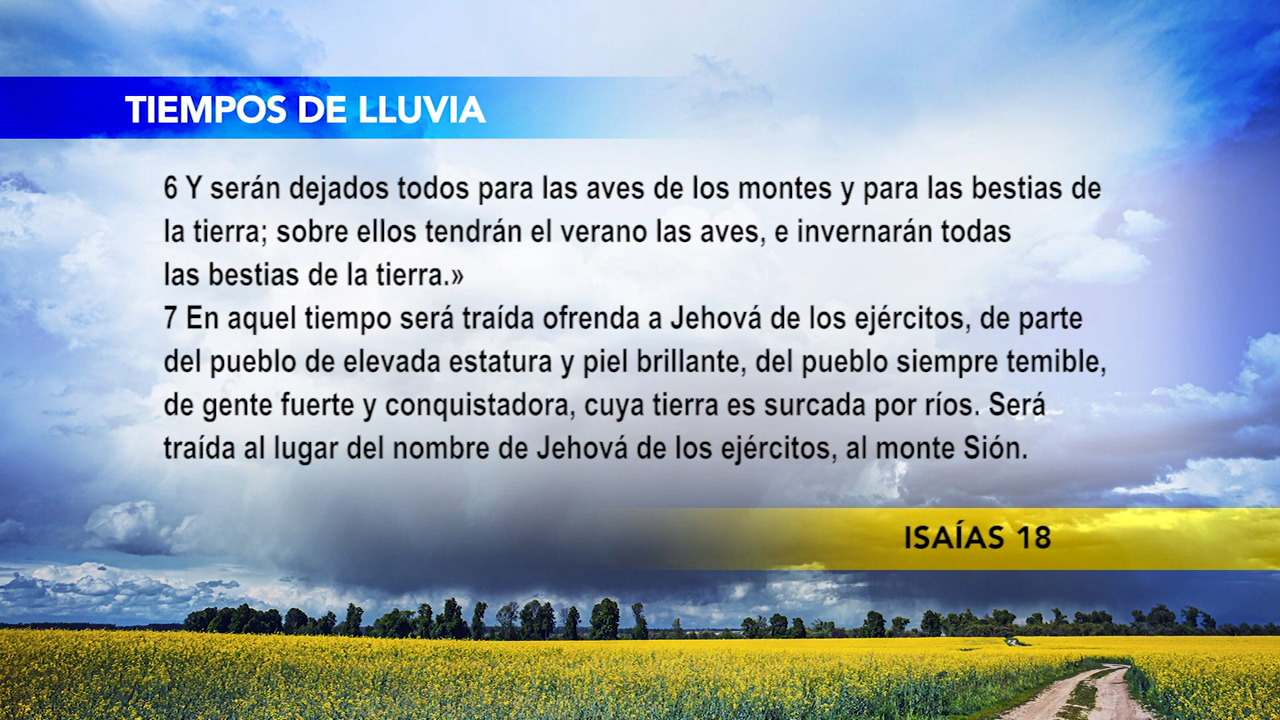 TIEMPOS DE LLUVIA
6 Y serán dejados todos para las aves de los montes y para las bestias de
la tierra; sobre ellos tendrán el verano las aves, e invernarán todas
las bestias de la tierra.»
7 En aquel tiempo será traída ofrenda a Jehová de los ejércitos, de parte
del pueblo de elevada estatura y piel brillante, del pueblo siempre temible,
de gente fuerte y conquistadora, cuya tierra es surcada por ríos. Será
traída al lugar del nombre de Jehová de los ejércitos, al monte Sión.
ISAÍAS 18